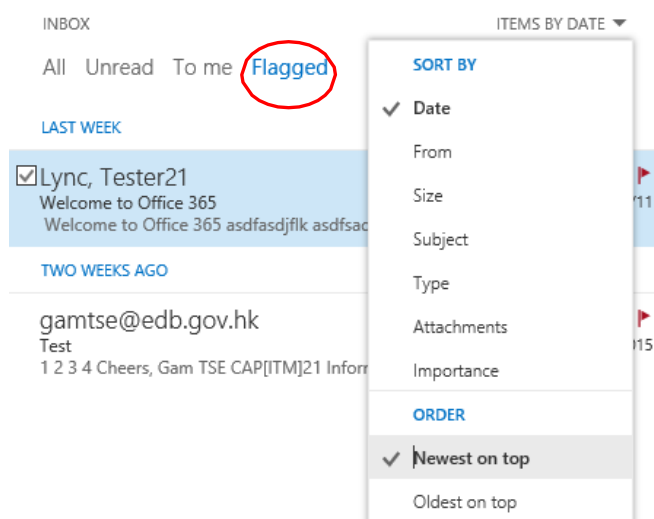 INBOX
ITEMS BY DATE
All Unread To me Flagged
LAST WEEK
Lync, Tester21
Welcome to Office 365
Welcome to Office 365 asdfasdjflk
TWO WEEKS AGO
gamtse@edb.gov.hk
Test
1 2 3 4 Cheers, Gam TSE CAP[ITM]21
SORT BY
Date
From
Size
Subject
Type
Attachments
Importance
ORDER
Newest on top
Oldest on top